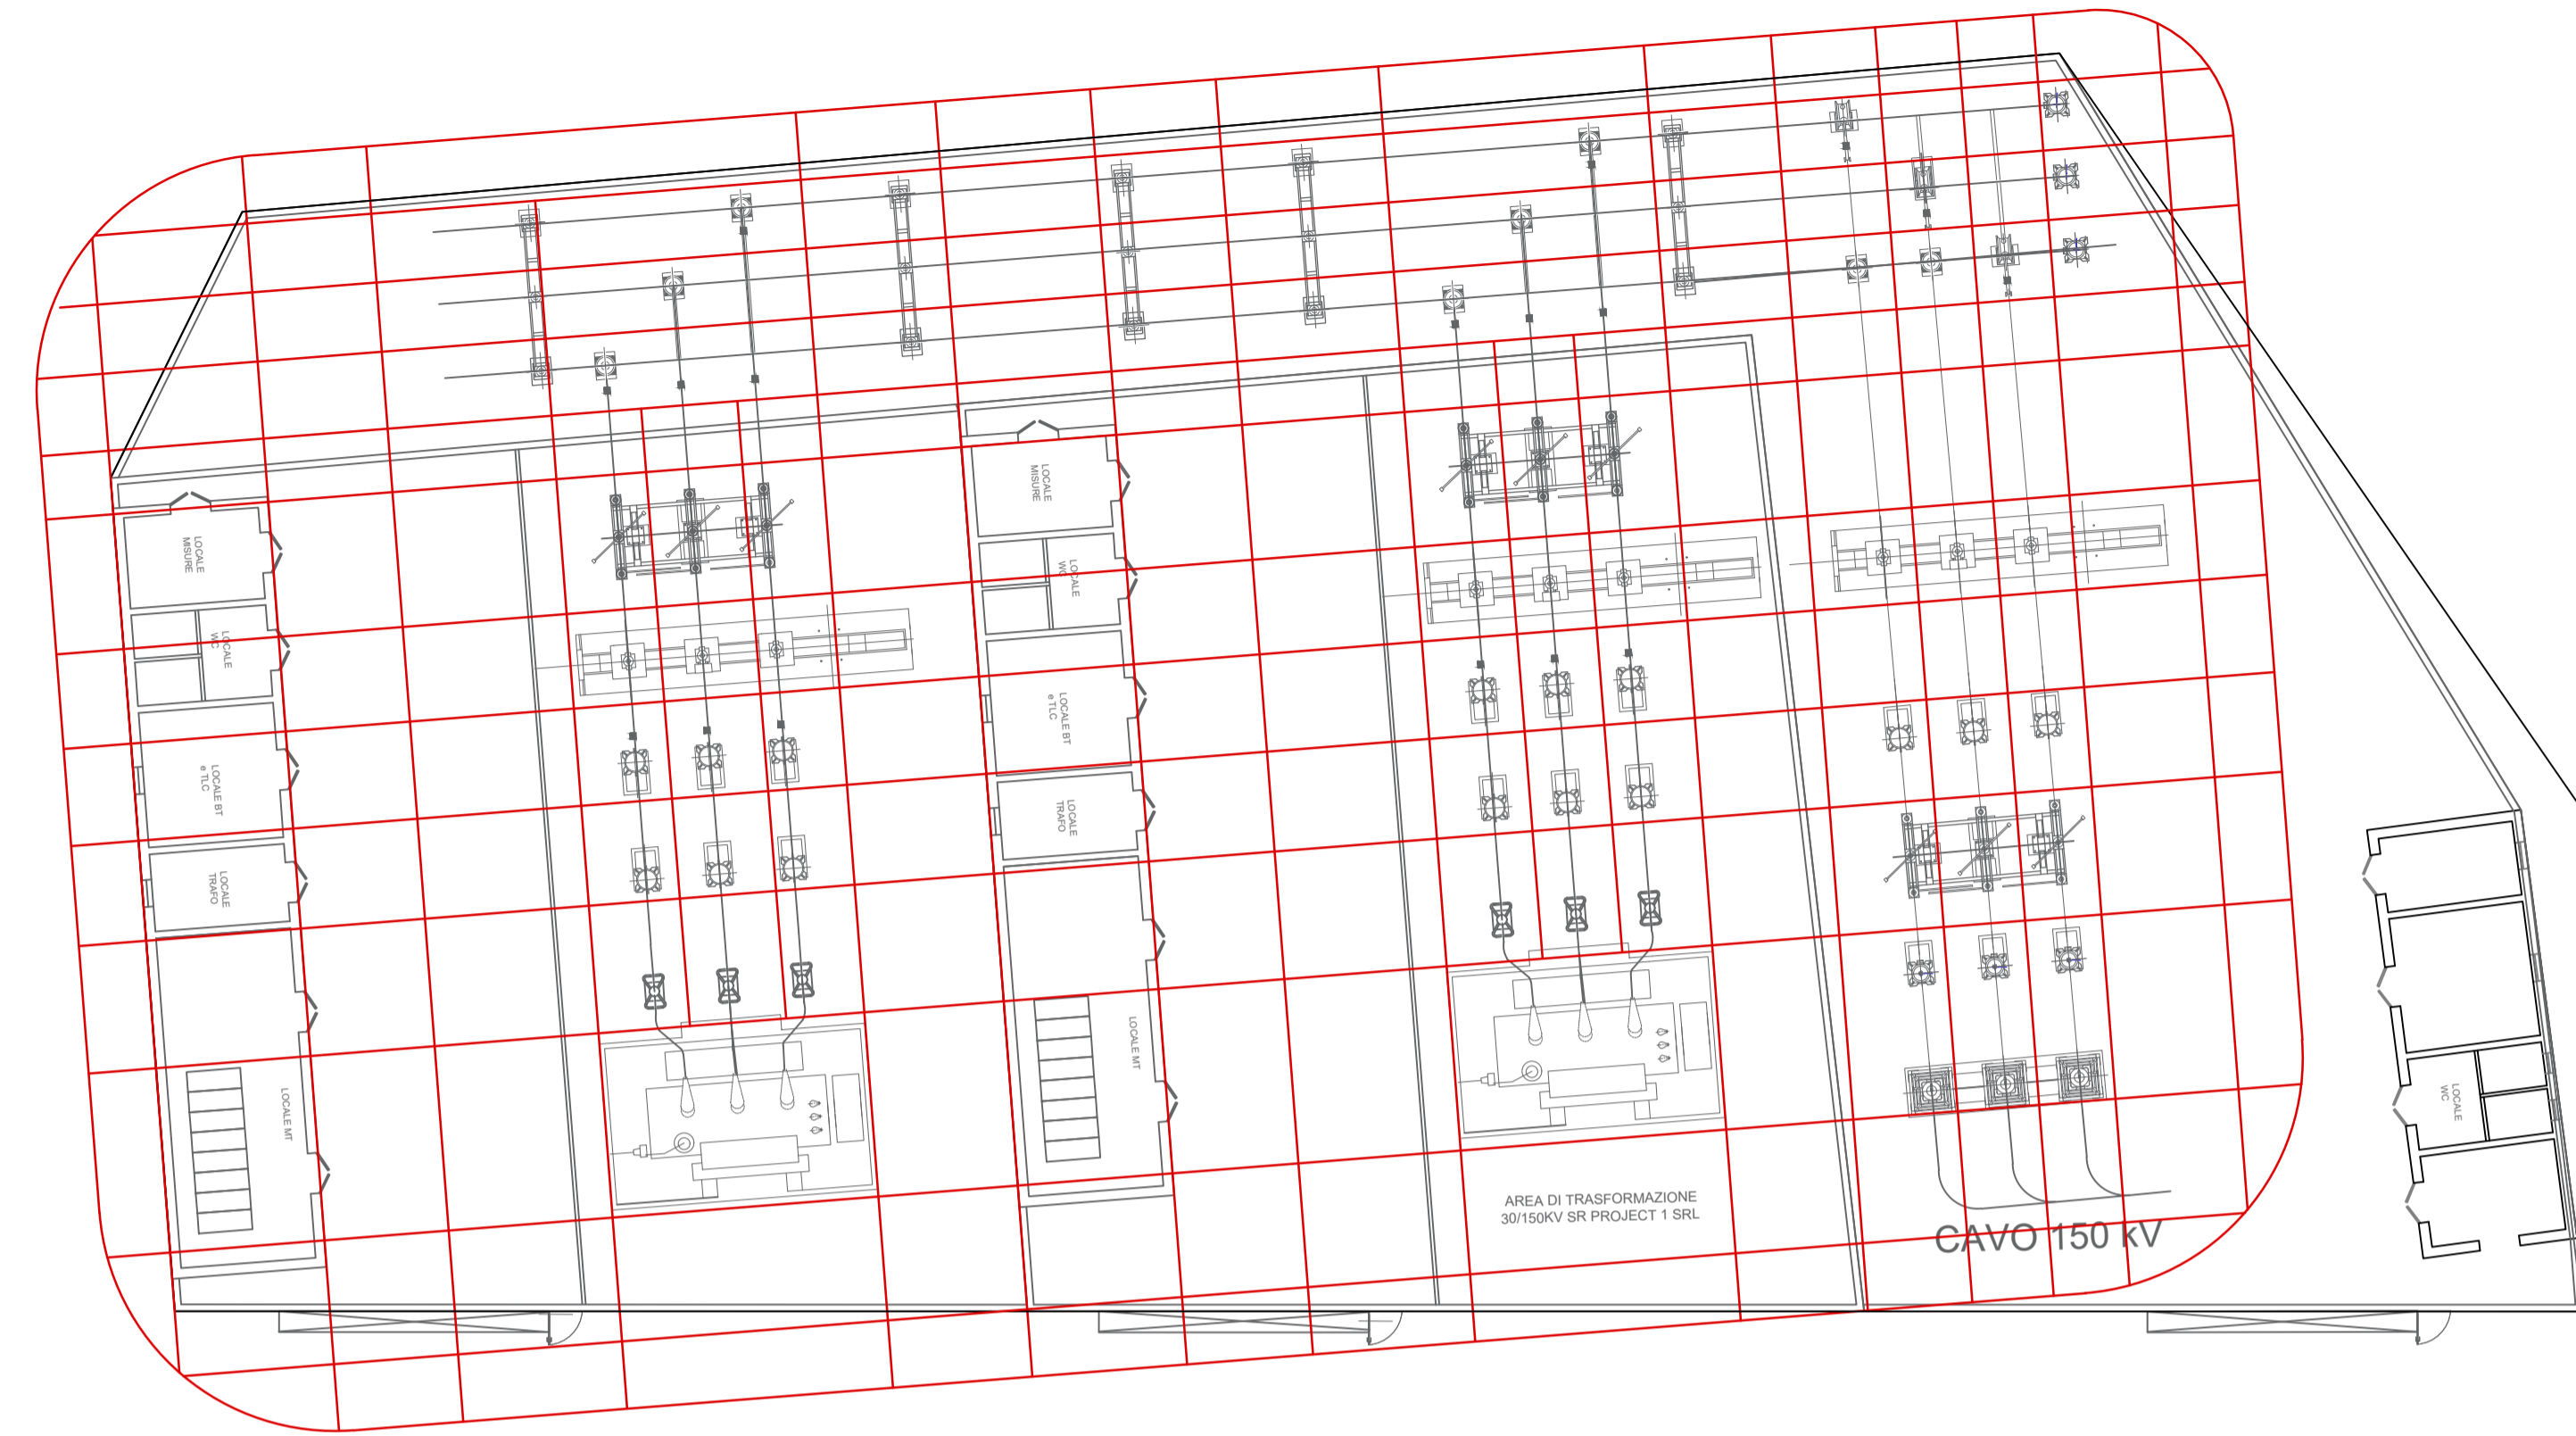 LOCALE
MISURE
LOCALE
WC
LOCALE BT
e TLC
LOCALE
TRAFO
LOCALE MT
LOCALE
MISURE
LOCALE
WC
LOCALE BT
e TLC
LOCALE
TRAFO
LOCALE MT
AREA DI TRASFORMAZIONE
30/150KV SR PROJECT 1 SRL
CAVO 150 kV
LOCALE
WC